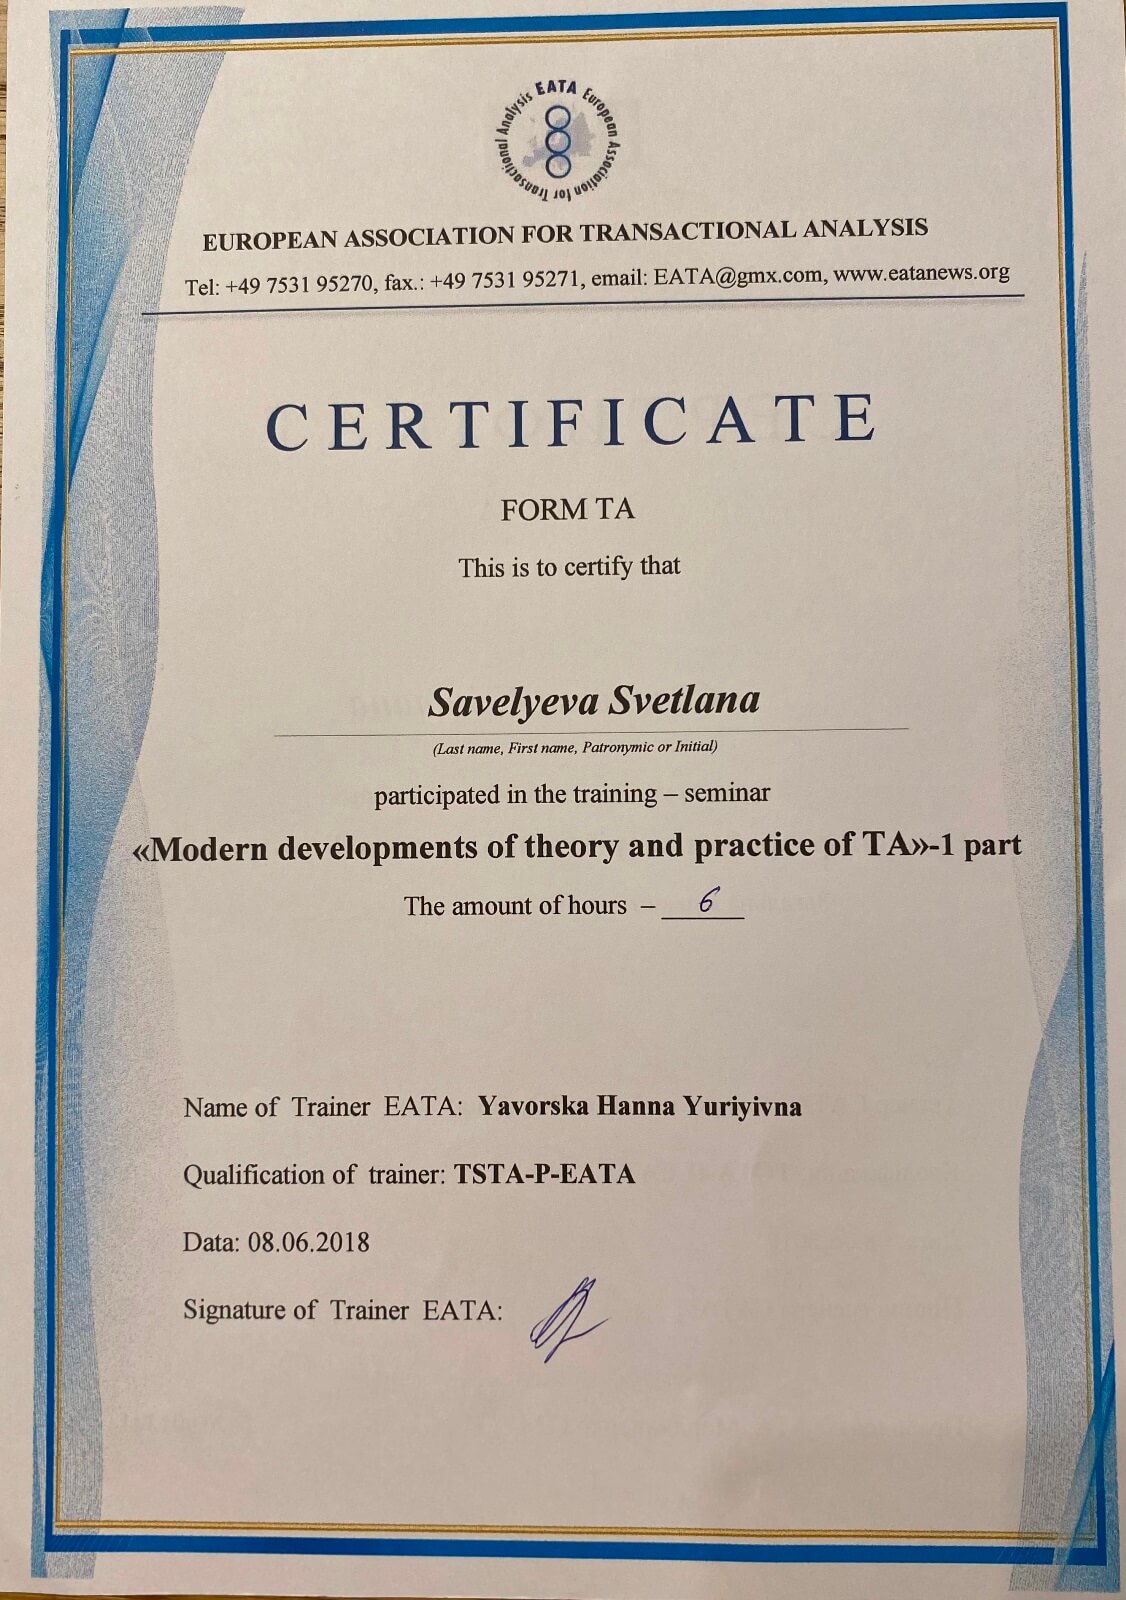 EATA European Association for Transactional Analysis
EUROPEAN ASSOCIATION FOR TRANSACTIONAL ANALYSIS
Tel: +49 7531 95270, fax.: +49 7531 95271, email: EATA@gmx.com, www.eatanews.org
CERTIFICATE
FORM TA
This is to certify that
Savelyeva Svetlana
(Last name, First name, Patronymic or Initial)
participated in the training – seminar
«Modern developments of theory and practice of TA»-1 part
The amount of hours – 6
Name of Trainer EATA: Yavorska Hanna Yuriyivna
Qualification of trainer: TSTA-P-EATA
Data: 08.06.2018
Signature of Trainer EATA: